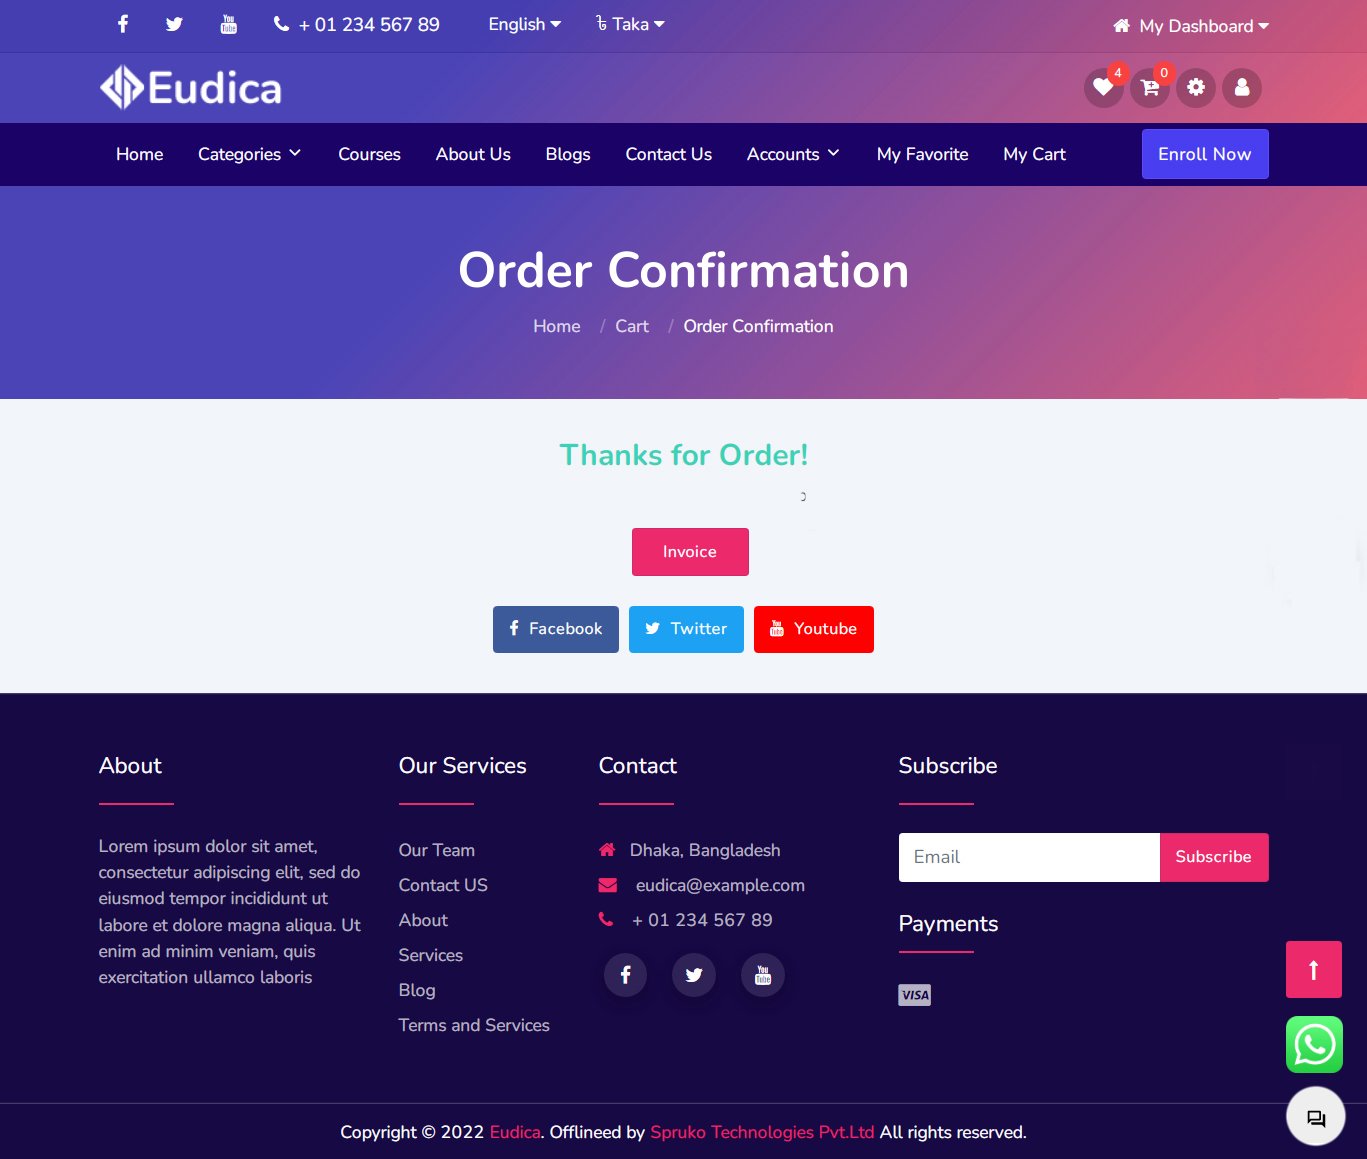 + 01 234 567 89 English ৳ Taka My Dashboard
Eudica 4 0
Home Categories Courses About Us Blogs Contact Us Accounts My Favorite My Cart Enroll Now
Order Confirmation
Home / Cart / Order Confirmation
Thanks for Order!
Invoice
Facebook Twitter Youtube
About
Lorem ipsum dolor sit amet,
consectetur adipiscing elit, sed do
eiusmod tempor incididunt ut
labore et dolore magna aliqua. Ut
enim ad minim veniam, quis
exercitation ullamco laboris
Our Services
Our Team
Contact US
About
Services
Blog
Terms and Services
Contact
Dhaka, Bangladesh
eudica@example.com
+ 01 234 567 89
Subscribe
Email Subscribe
Payments
VISA
Copyright © 2022 Eudica. Offlineed by Spruko Technologies Pvt.Ltd All rights reserved.